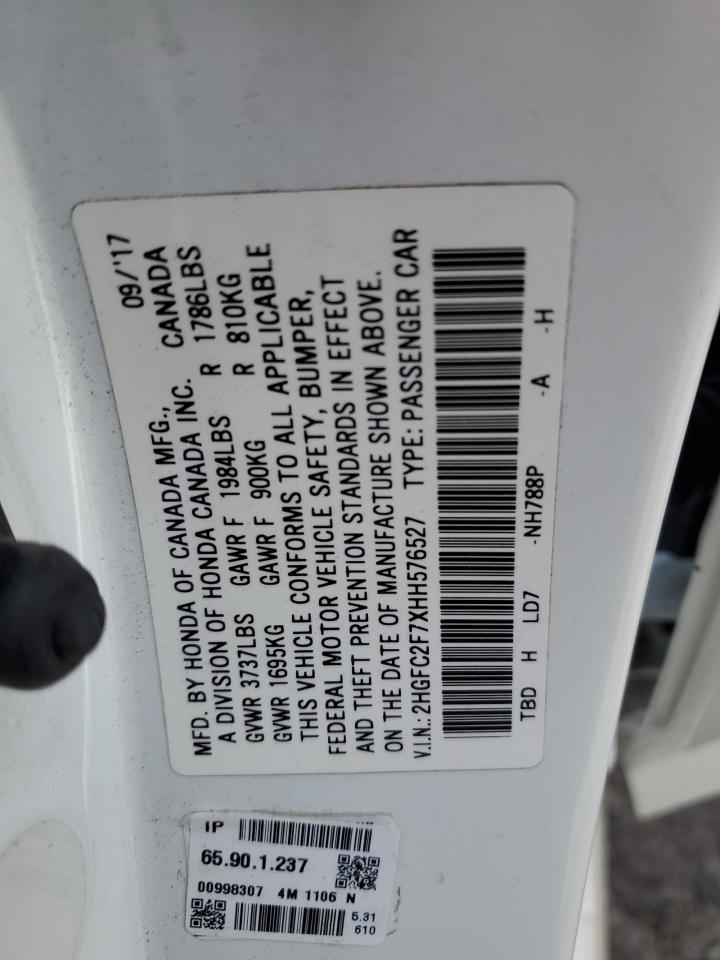 MFD. BY HONDA OF CANADA MFG., 09/'17
A DIVISION OF HONDA CANADA INC. CANADA
GVWR 3737LBS GAWR F 1984LBS R 1786LBS
GVWR 1695KG GAWR F 900KG R 810KG
THIS VEHICLE CONFORMS TO ALL APPLICABLE
FEDERAL MOTOR VEHICLE SAFETY, BUMPER,
AND THEFT PREVENTION STANDARDS IN EFFECT
ON THE DATE OF MANUFACTURE SHOWN ABOVE.
V.I.N.: 2HGFC2F7XHH576527 TYPE: PASSENGER CAR
TBD H LD7 -NH788P -A -H
IP
65.90.1.237
00998307 4M 1106 N
5.31
610